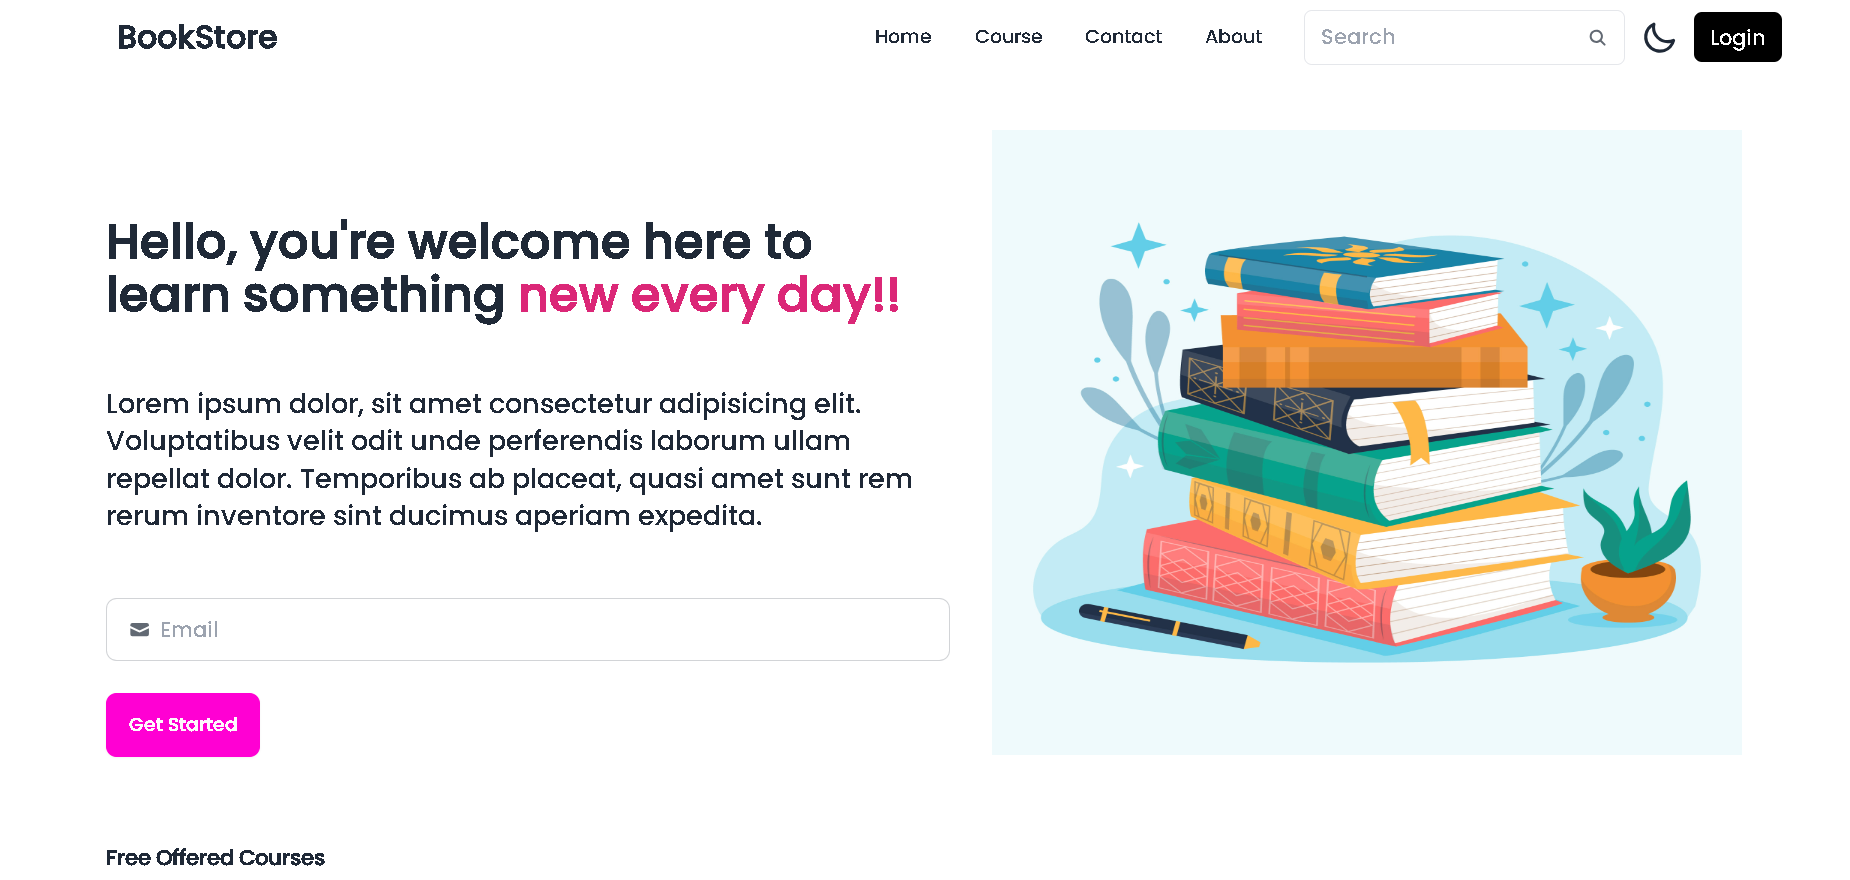 BookStore
Home
Course
Contact
About
Search
Login
Hello, you're welcome here to
learn something new every day!!
Lorem ipsum dolor, sit amet consectetur adipisicing elit.
Voluptatibus velit odit unde perferendis laborum ullam
repellat dolor. Temporibus ab placeat, quasi amet sunt rem
rerum inventore sint ducimus aperiam expedita.
Email
Get Started
Free Offered Courses